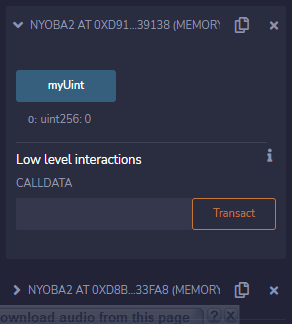 NYOBA2 AT 0XD91...39138 (MEMORY
myUint
0: uint256: 0
Low level interactions
CALLDATA
Transact
NYOBA2 AT 0XD8B...33FA8 (MEMORY
ownload audio from this page ? X